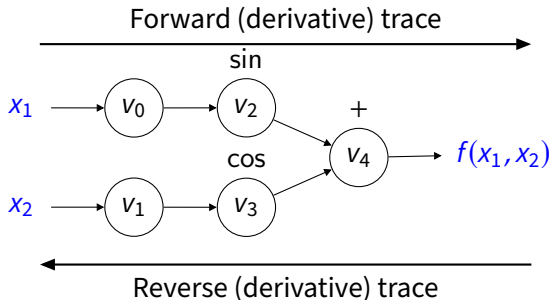 Forward (derivative) trace
sin
x₁ v₀ v₂ +
v₄ f(x₁, x₂)
cos
x₂ v₁ v₃
Reverse (derivative) trace